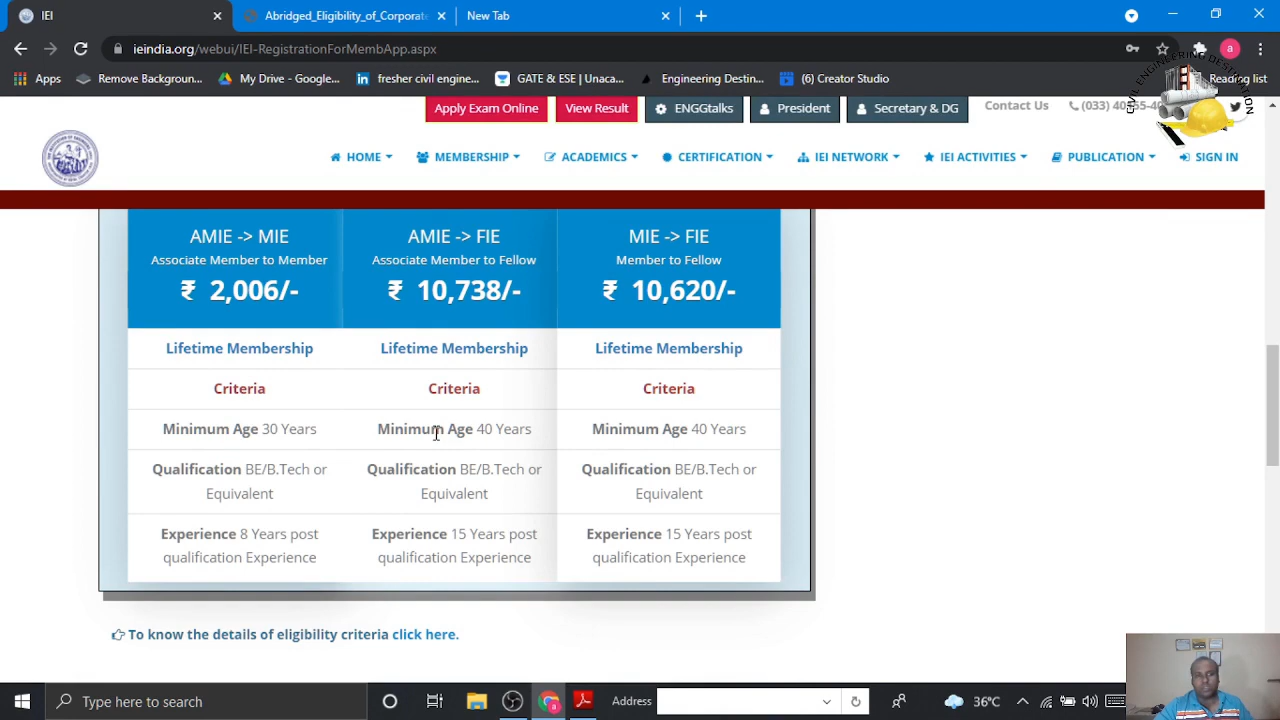 IEI
Abridged_Eligibility_of_Corporate
New Tab
ieindia.org/webui/IEI-RegistrationForMembApp.aspx
a
Apps
Remove Backgroun...
My Drive - Google...
fresher civil engine...
GATE & ESE | Unaca...
Engineering Destin...
(6) Creator Studio
Reading list
CIVIL ENGINEERING DESTINATION
Apply Exam Online
View Result
ENGGtalks
President
Secretary & DG
Contact Us
HOME
MEMBERSHIP
ACADEMICS
CERTIFICATION
IEI NETWORK
IEI ACTIVITIES
PUBLICATION
SIGN IN
AMIE -> MIE
Associate Member to Member
₹ 2,006/-
Lifetime Membership
Criteria
Minimum Age 30 Years
Qualification BE/B.Tech or
Equivalent
Experience 8 Years post
qualification Experience
AMIE -> FIE
Associate Member to Fellow
₹ 10,738/-
Lifetime Membership
Criteria
Minimum Age 40 Years
Qualification BE/B.Tech or
Equivalent
Experience 15 Years post
qualification Experience
MIE -> FIE
Member to Fellow
₹ 10,620/-
Lifetime Membership
Criteria
Minimum Age 40 Years
Qualification BE/B.Tech or
Equivalent
Experience 15 Years post
qualification Experience
To know the details of eligibility criteria click here.
Type here to search
Address
36°C